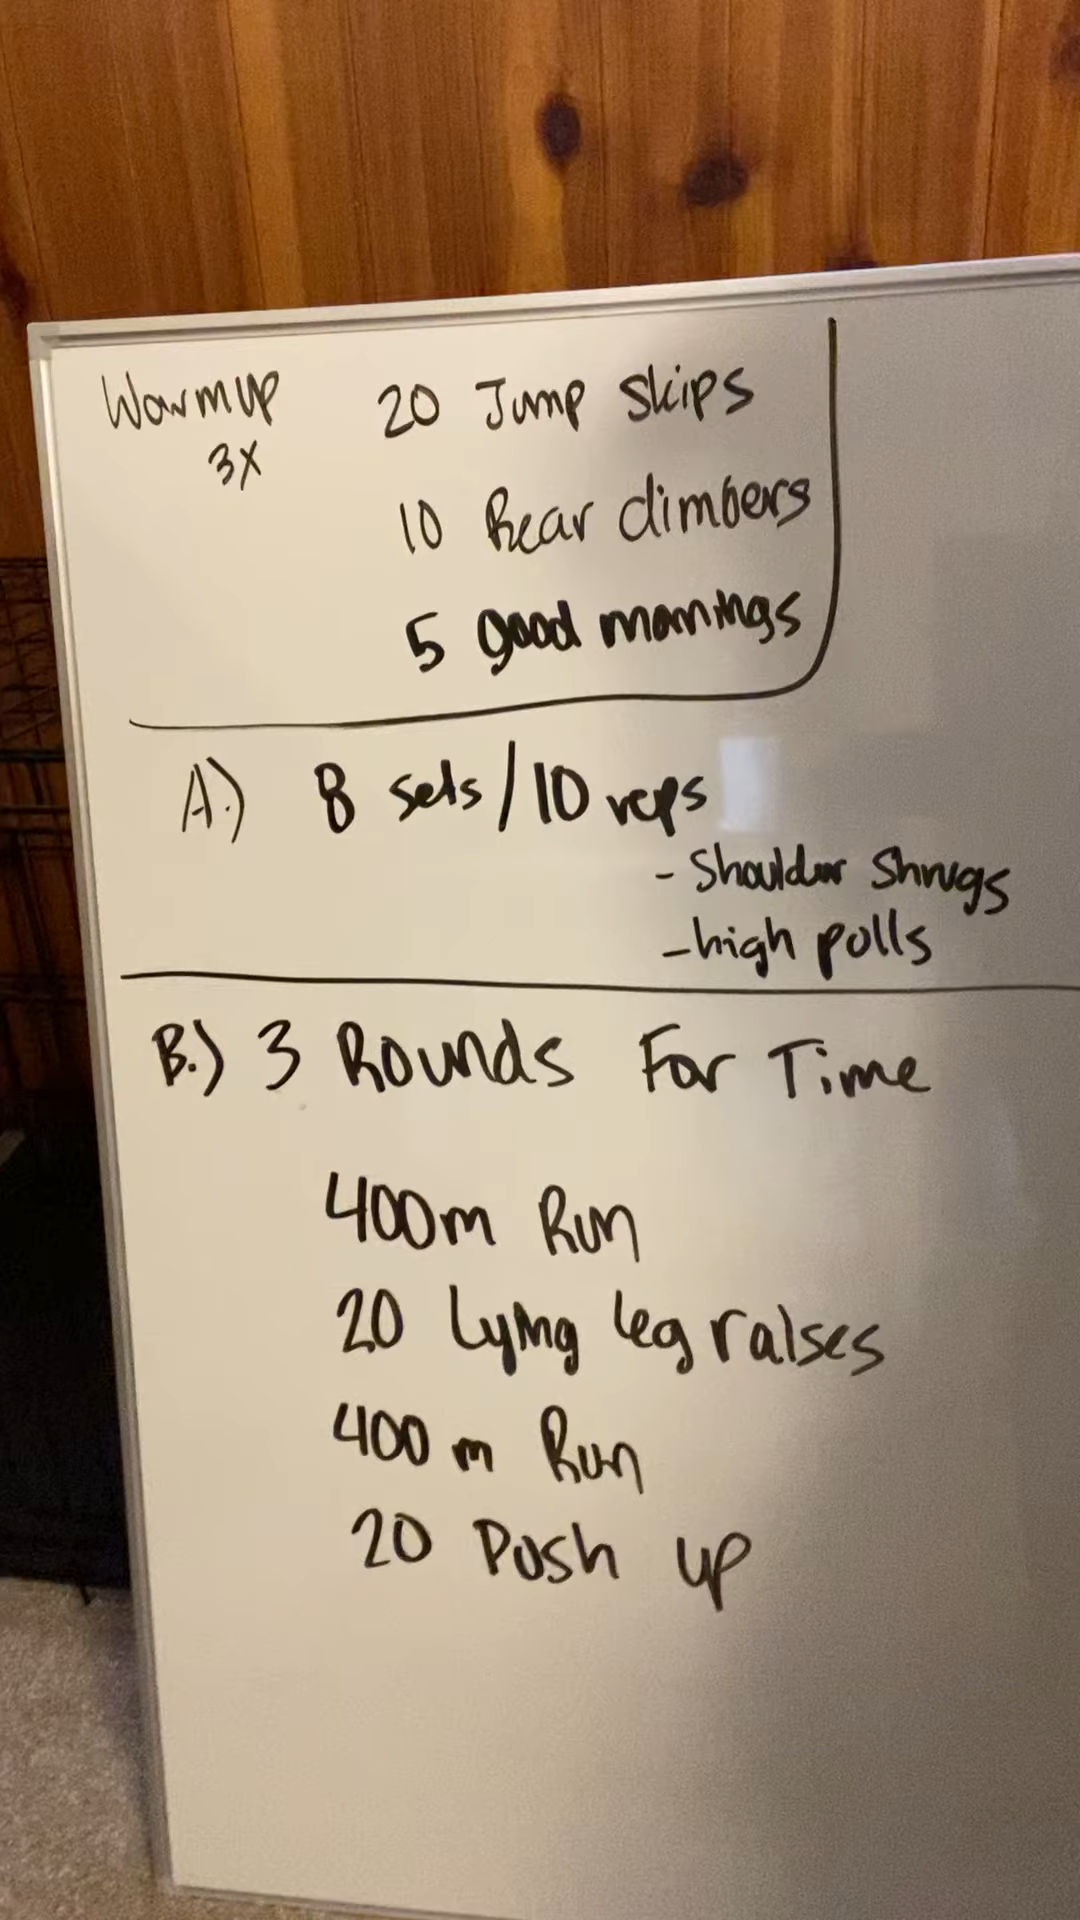 Warmup 20 Jump Skips
3X
10 Bear climbers
5 good mornings
A.) 8 sets/10 reps
- Shoulder Shrugs
- high pulls
B.) 3 Rounds For Time
400m Run
20 Lying leg raises
400 m Run
20 Push up